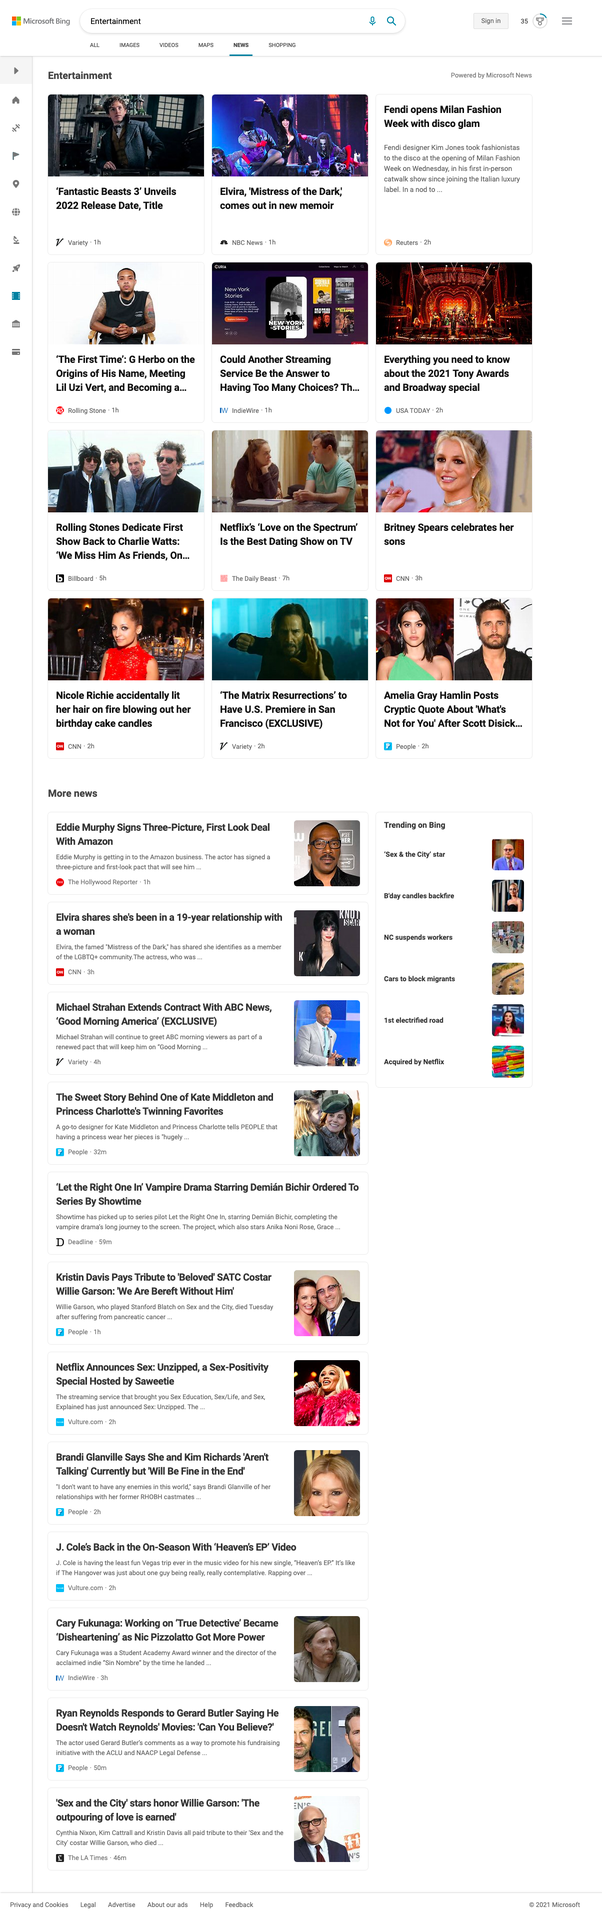 Microsoft Bing
Entertainment
Sign in
35
ALL
IMAGES
VIDEOS
MAPS
NEWS
SHOPPING
Entertainment
Powered by Microsoft News
'Fantastic Beasts 3' Unveils
2022 Release Date, Title
Variety · 1h
Elvira, 'Mistress of the Dark,'
comes out in new memoir
NBC News · 1h
Fendi opens Milan Fashion
Week with disco glam
Fendi designer Kim Jones took fashionistas
to the disco at the opening of Milan Fashion
Week on Wednesday, in his first in-person
catwalk show since joining the Italian luxury
label. In a nod to ...
Reuters · 2h
'The First Time': G Herbo on the
Origins of His Name, Meeting
Lil Uzi Vert, and Becoming a...
Rolling Stone · 1h
New York
Stories
NEW YORK
STORIES
Could Another Streaming
Service Be the Answer to
Having Too Many Choices? Th...
IndieWire · 1h
Everything you need to know
about the 2021 Tony Awards
and Broadway special
USA TODAY · 2h
Rolling Stones Dedicate First
Show Back to Charlie Watts:
'We Miss Him As Friends, On...
Billboard · 5h
Netflix's 'Love on the Spectrum'
Is the Best Dating Show on TV
The Daily Beast · 7h
Britney Spears celebrates her
sons
CNN · 3h
Nicole Richie accidentally lit
her hair on fire blowing out her
birthday cake candles
CNN · 2h
'The Matrix Resurrections' to
Have U.S. Premiere in San
Francisco (EXCLUSIVE)
Variety · 2h
Amelia Gray Hamlin Posts
Cryptic Quote About 'What's
Not for You' After Scott Disick...
People · 2h
More news
Eddie Murphy Signs Three-Picture, First Look Deal
With Amazon
Eddie Murphy is getting in to the Amazon business. The actor has signed a
three-picture and first-look pact that will see him ...
The Hollywood Reporter · 1h
Elvira shares she's been in a 19-year relationship with
a woman
Elvira, the famed "Mistress of the Dark," has shared she identifies as a member
of the LGBTQ+ community.The actress, who was ...
CNN · 3h
Michael Strahan Extends Contract With ABC News,
'Good Morning America' (EXCLUSIVE)
Michael Strahan will continue to greet ABC morning viewers as part of a
renewed pact that will keep him on "Good Morning ...
Variety · 4h
The Sweet Story Behind One of Kate Middleton and
Princess Charlotte's Twinning Favorites
A go-to designer for Kate Middleton and Princess Charlotte tells PEOPLE that
having a princess wear her pieces is "hugely ...
People · 32m
'Let the Right One In' Vampire Drama Starring Demián Bichir Ordered To
Series By Showtime
Showtime has picked up to series pilot Let the Right One In, starring Demián Bichir, completing the
vampire drama's long journey to the screen. The project, which also stars Anika Noni Rose, Grace ...
Deadline · 59m
Kristin Davis Pays Tribute to 'Beloved' SATC Costar
Willie Garson: 'We Are Bereft Without Him'
Willie Garson, who played Stanford Blatch on Sex and the City, died Tuesday
after suffering from pancreatic cancer ...
People · 1h
Netflix Announces Sex: Unzipped, a Sex-Positivity
Special Hosted by Saweetie
The streaming service that brought you Sex Education, Sex/Life, and Sex,
Explained has just announced Sex: Unzipped. The ...
Vulture.com · 2h
Brandi Glanville Says She and Kim Richards 'Aren't
Talking' Currently but 'Will Be Fine in the End'
"I don't want to have any enemies in this world," says Brandi Glanville of her
relationships with her former RHOBH castmates ...
People · 2h
J. Cole's Back in the On-Season With 'Heaven's EP' Video
J. Cole is having the least fun Vegas trip ever in the music video for his new single, "Heaven's EP." It's like
if The Hangover was just about one guy being really, really contemplative. Rapping over ...
Vulture.com · 2h
Cary Fukunaga: Working on 'True Detective' Became
'Disheartening' as Nic Pizzolatto Got More Power
Cary Fukunaga was a Student Academy Award winner and the director of the
acclaimed indie "Sin Nombre" by the time he landed ...
IndieWire · 3h
Ryan Reynolds Responds to Gerard Butler Saying He
Doesn't Watch Reynolds' Movies: 'Can You Believe?'
The actor used Gerard Butler's comments as a way to promote his fundraising
initiative with the ACLU and NAACP Legal Defense ...
People · 50m
'Sex and the City' stars honor Willie Garson: 'The
outpouring of love is earned'
Cynthia Nixon, Kim Cattrall and Kristin Davis all paid tribute to their 'Sex and the
City' costar Willie Garson, who died ...
The LA Times · 46m
Trending on Bing
'Sex & the City' star
B'day candles backfire
NC suspends workers
Cars to block migrants
1st electrified road
Acquired by Netflix
Privacy and Cookies
Legal
Advertise
About our ads
Help
Feedback
© 2021 Microsoft